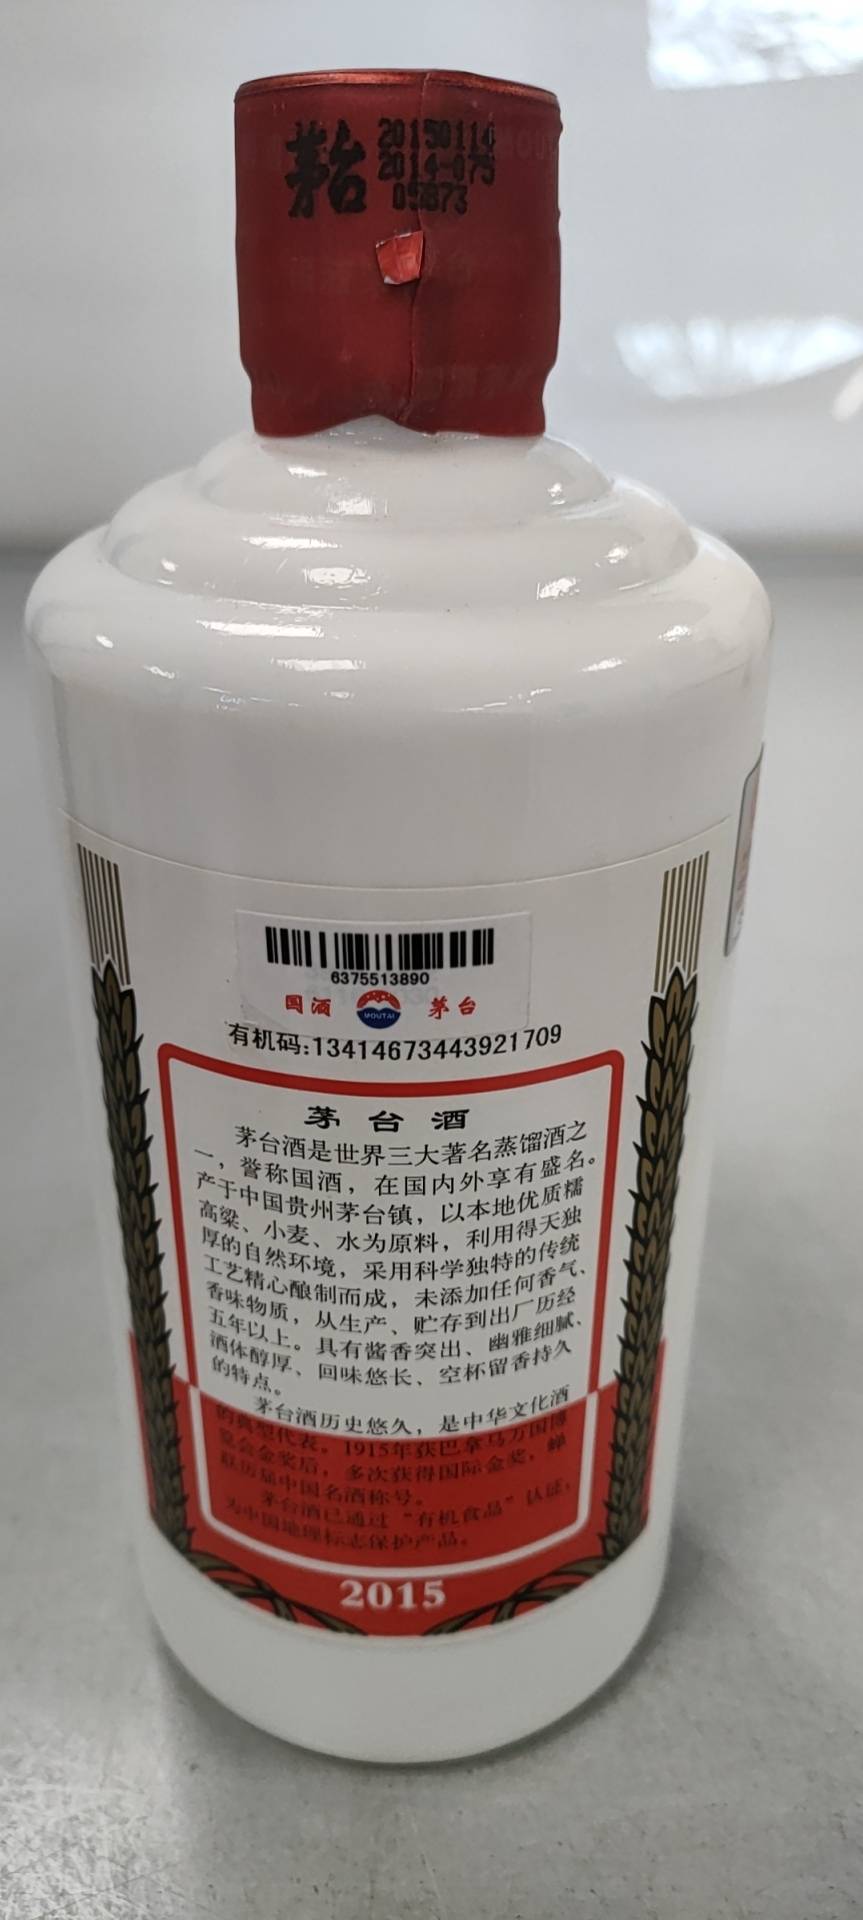 茅台
20150114
2014-075
05873
6375513890
国酒 MOUTAI 茅台
有机码:13414673443921709
茅台酒
茅台酒是世界三大著名蒸馏酒之
一，誉称国酒，在国内外享有盛名。
产于中国贵州茅台镇，以本地优质糯
高粱、小麦、水为原料，利用得天独
厚的自然环境，采用科学独特的传统
工艺精心酿制而成，未添加任何香气、
香味物质，从生产、贮存到出厂历经
五年以上。具有酱香突出、幽雅细腻、
酒体醇厚、回味悠长、空杯留香持久
的特点。
茅台酒历史悠久，是中华文化酒
的典型代表。1915年获巴拿马万国博
览会金奖后，多次获得国际金奖，蝉
联历届中国名酒称号。
茅台酒已通过“有机食品”认证，
为中国地理标志保护产品。
2015